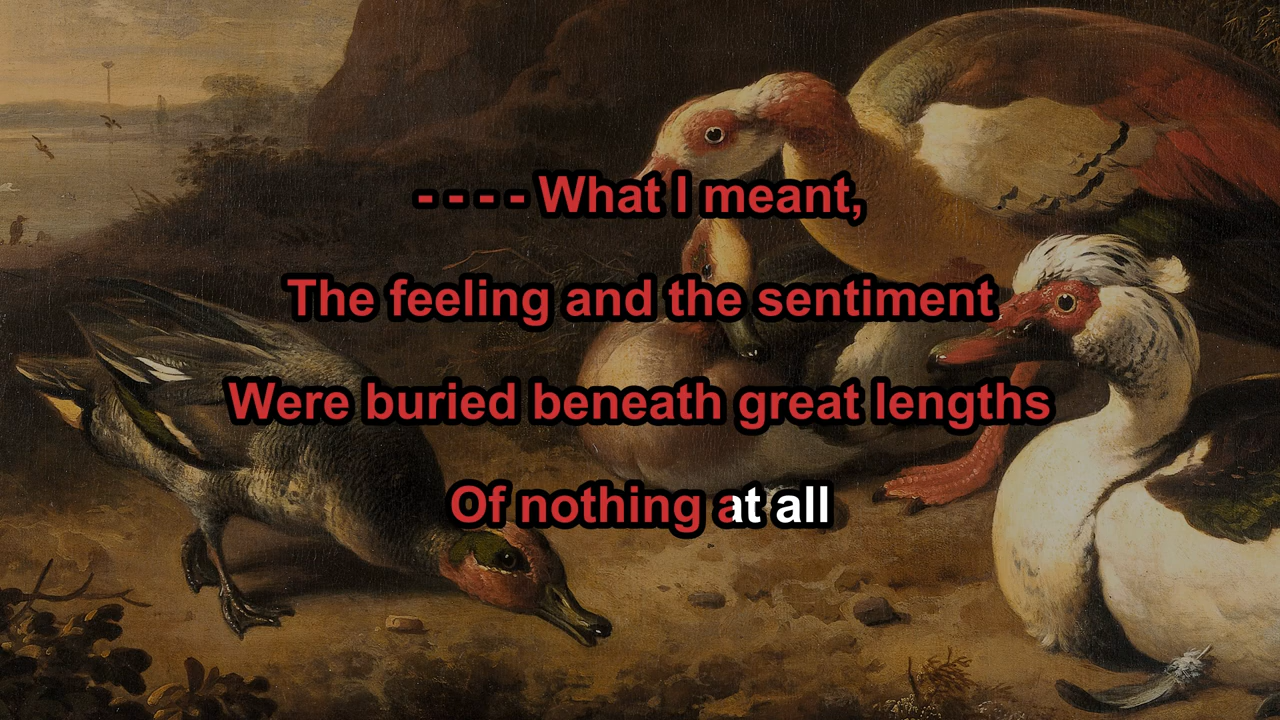 - - - - What I meant,
The feeling and the sentiment
Were buried beneath great lengths
Of nothing at all